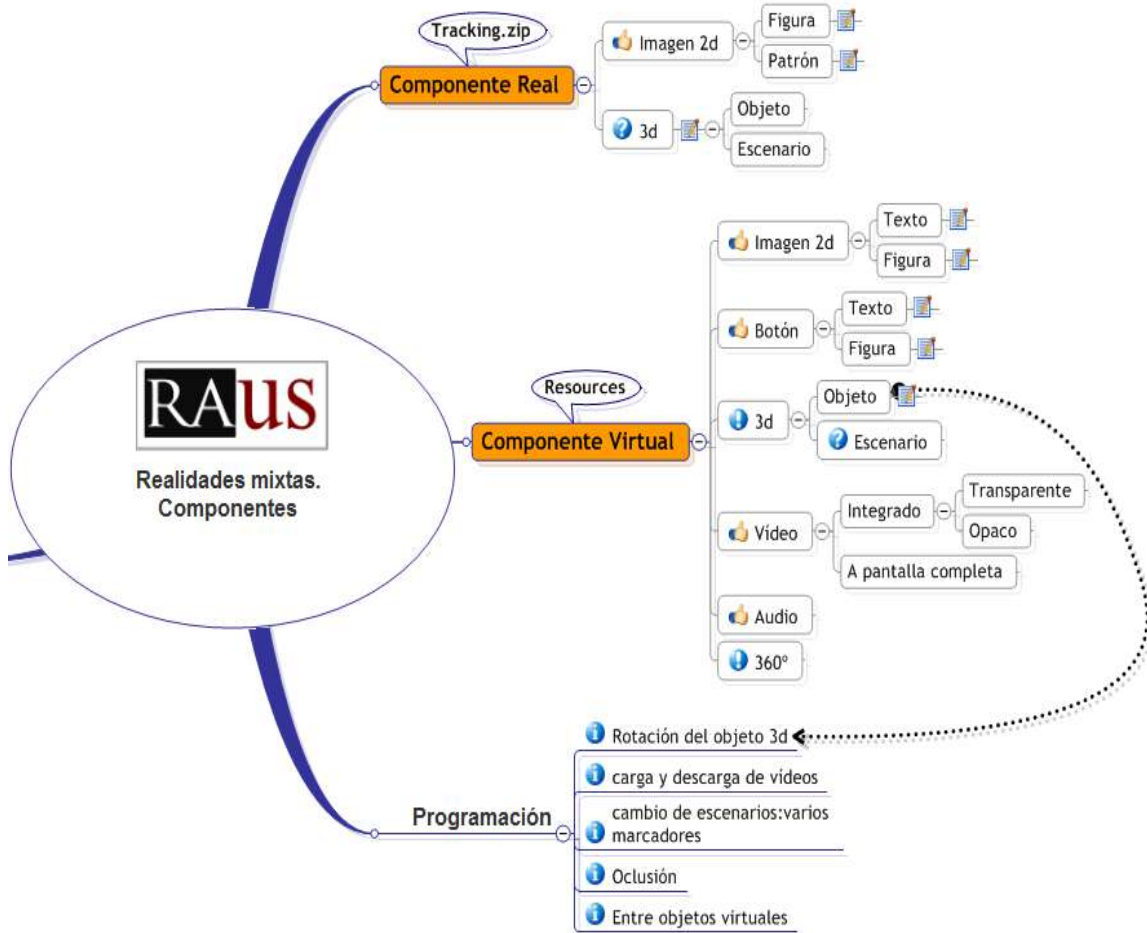 Tracking.zip
Componente Real
Imagen 2d
Figura
Patrón
3d
Objeto
Escenario
RAUS
Realidades mixtas.
Componentes
Resources
Componente Virtual
Imagen 2d
Texto
Figura
Botón
Texto
Figura
3d
Objeto
Escenario
Vídeo
Integrado
Transparente
Opaco
A pantalla completa
Audio
360º
Programación
Rotación del objeto 3d
carga y descarga de vídeos
cambio de escenarios:varios
marcadores
Oclusión
Entre objetos virtuales